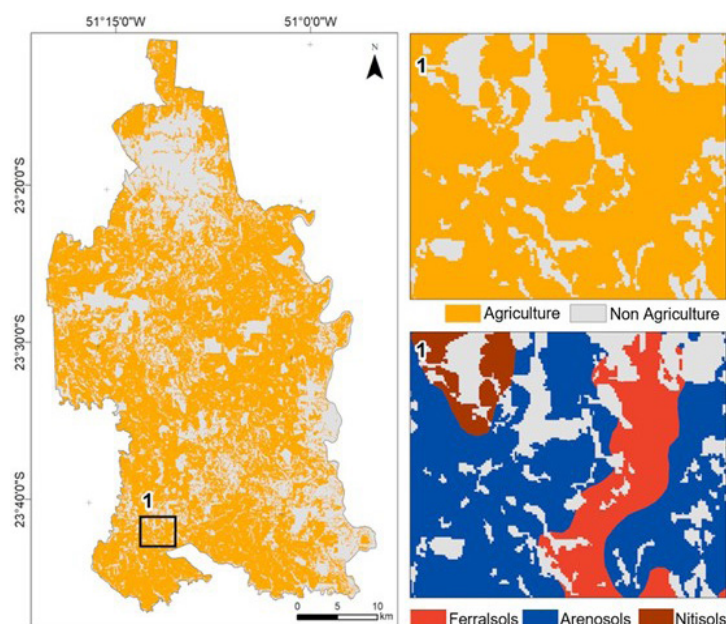 51°15'0"W 51°0'0"W
N
23°20'0"S
23°30'0"S
23°40'0"S
1
0 5 10
km
1
Agriculture Non Agriculture
1
Ferralsols Arenosols Nitisols